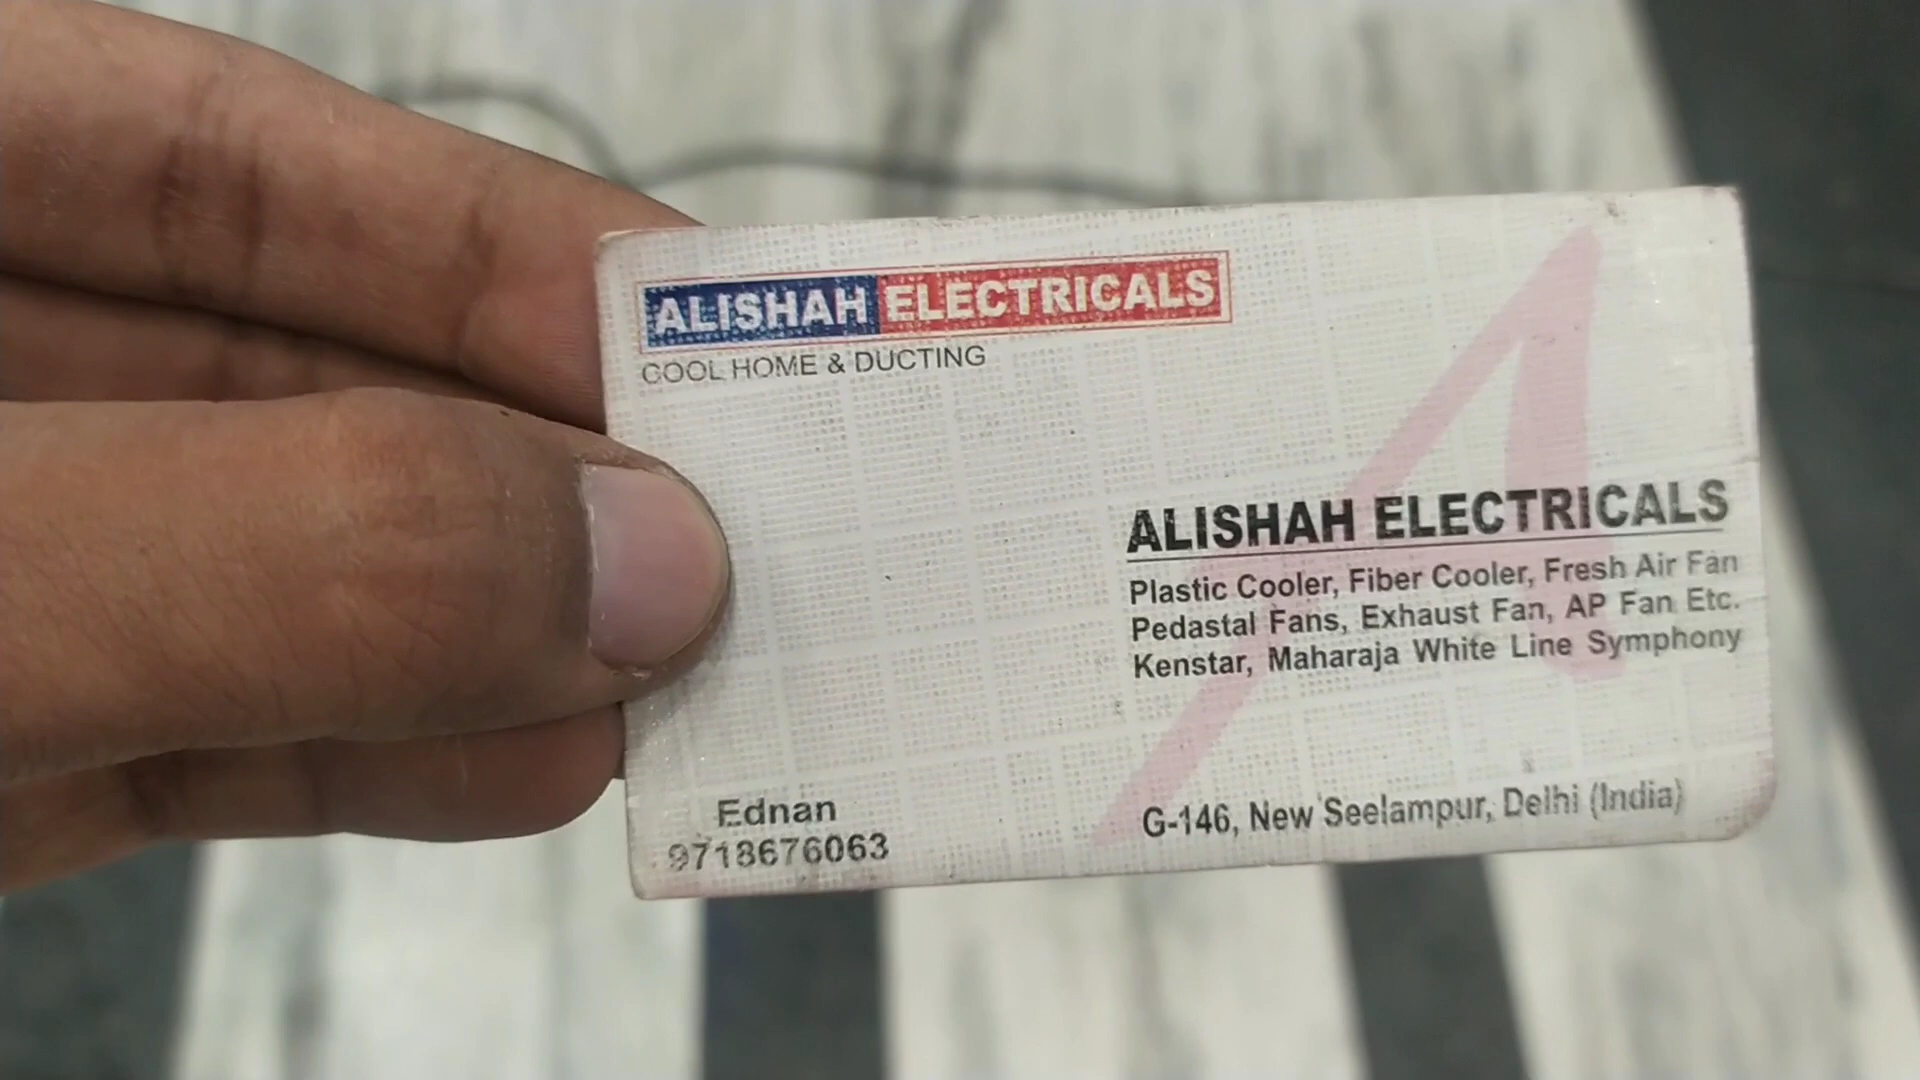 ALISHAH ELECTRICALS
COOL HOME & DUCTING
ALISHAH ELECTRICALS
Plastic Cooler, Fiber Cooler, Fresh Air Fan
Pedastal Fans, Exhaust Fan, AP Fan Etc.
Kenstar, Maharaja White Line Symphony
Ednan
9718676063
G-146, New Seelampur, Delhi (India)